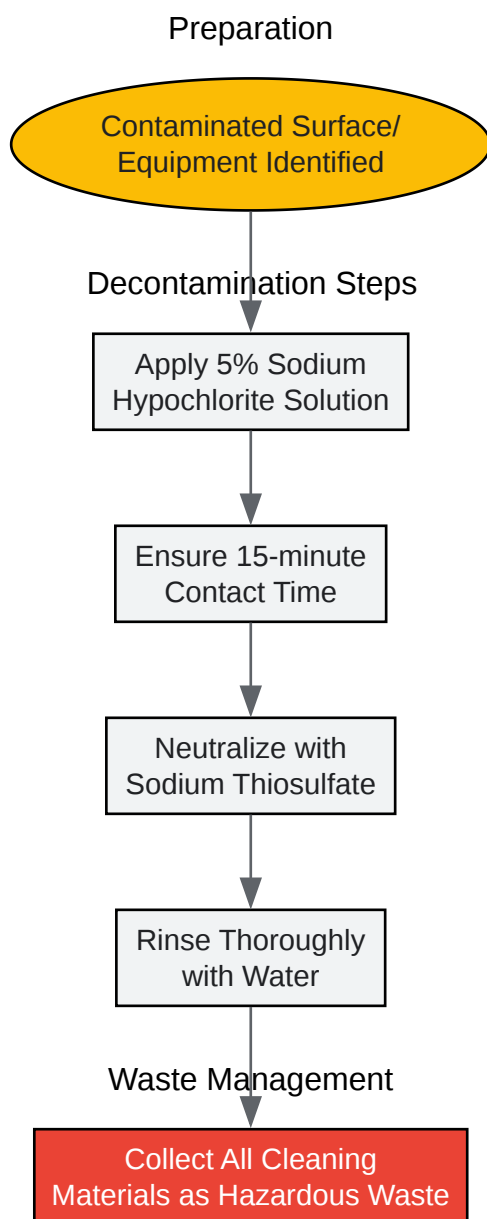 Preparation
Contaminated Surface/
Equipment Identified
Decontamination Steps
Apply 5% Sodium
Hypochlorite Solution
Ensure 15-minute
Contact Time
Neutralize with
Sodium Thiosulfate
Rinse Thoroughly
with Water
Waste Management
Collect All Cleaning
Materials as Hazardous Waste